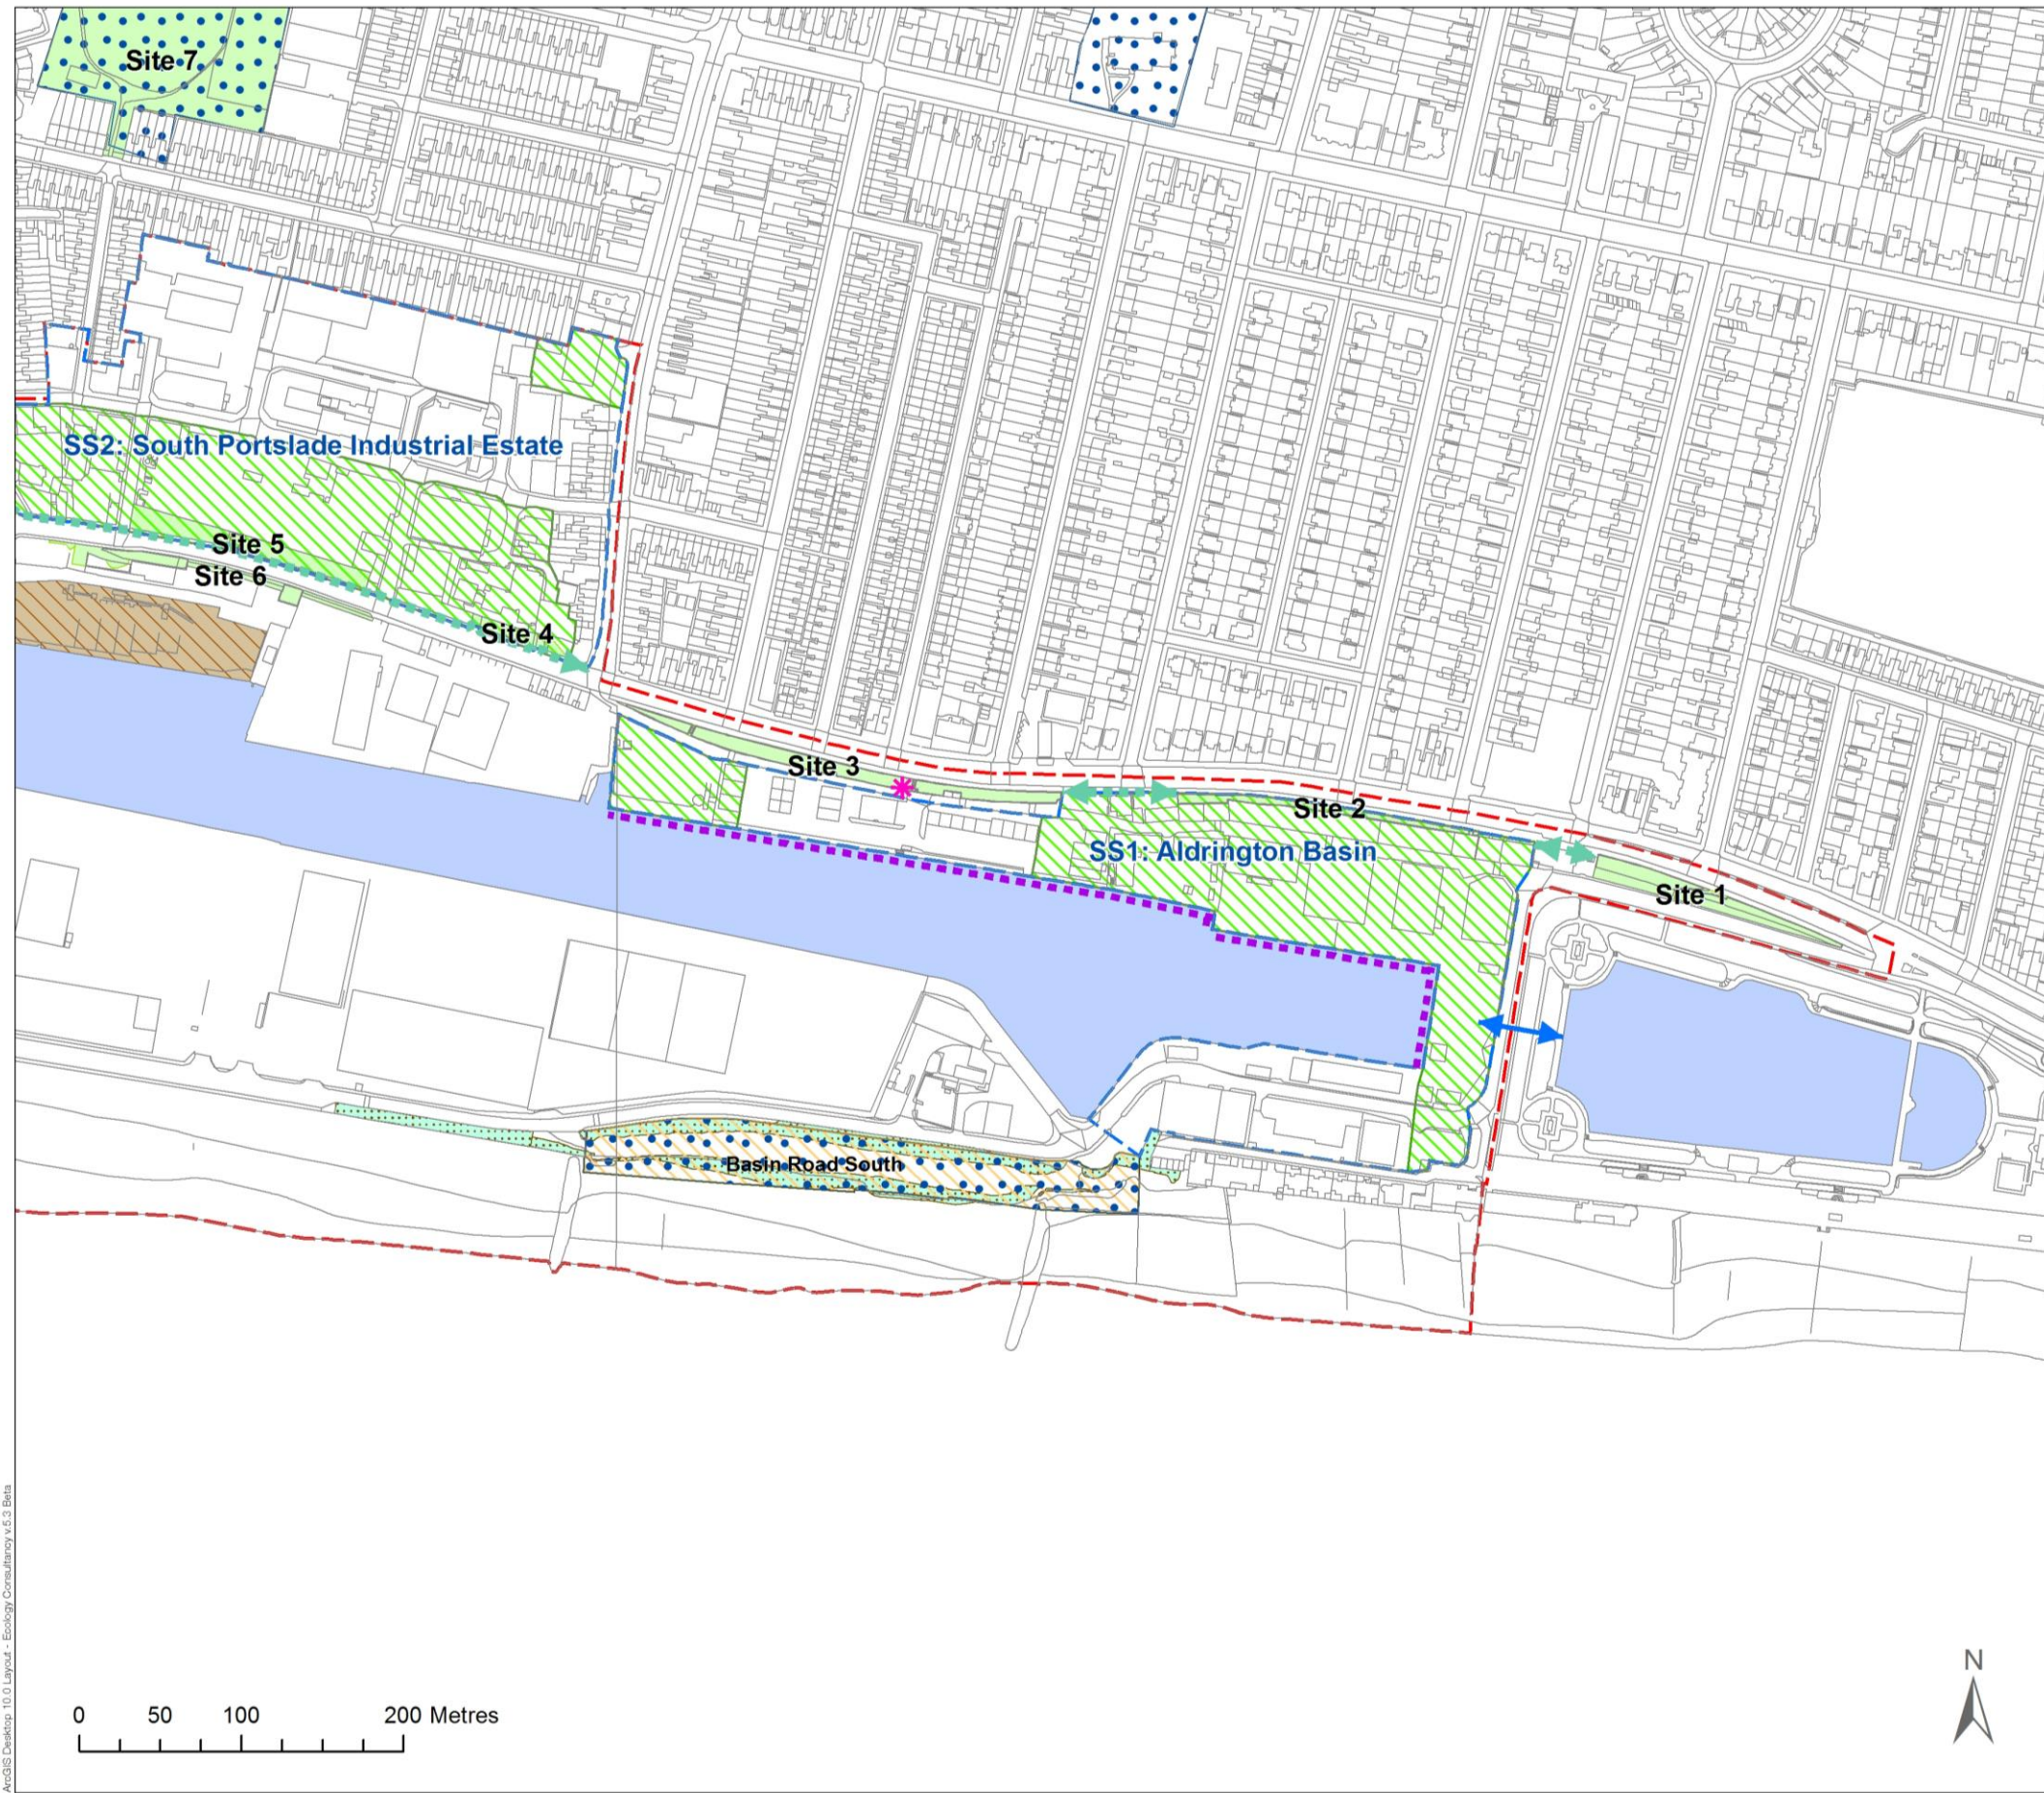 Site 7
SS2: South Portslade Industrial Estate
Site 5
Site 6
Site 4
Site 3
Site 2
SS1: Aldrington Basin
Site 1
Basin Road South
N
0 50 100 200 Metres
ArcGIS Desktop 10.0 Layout - Ecology Consultancy v.5.3 Beta